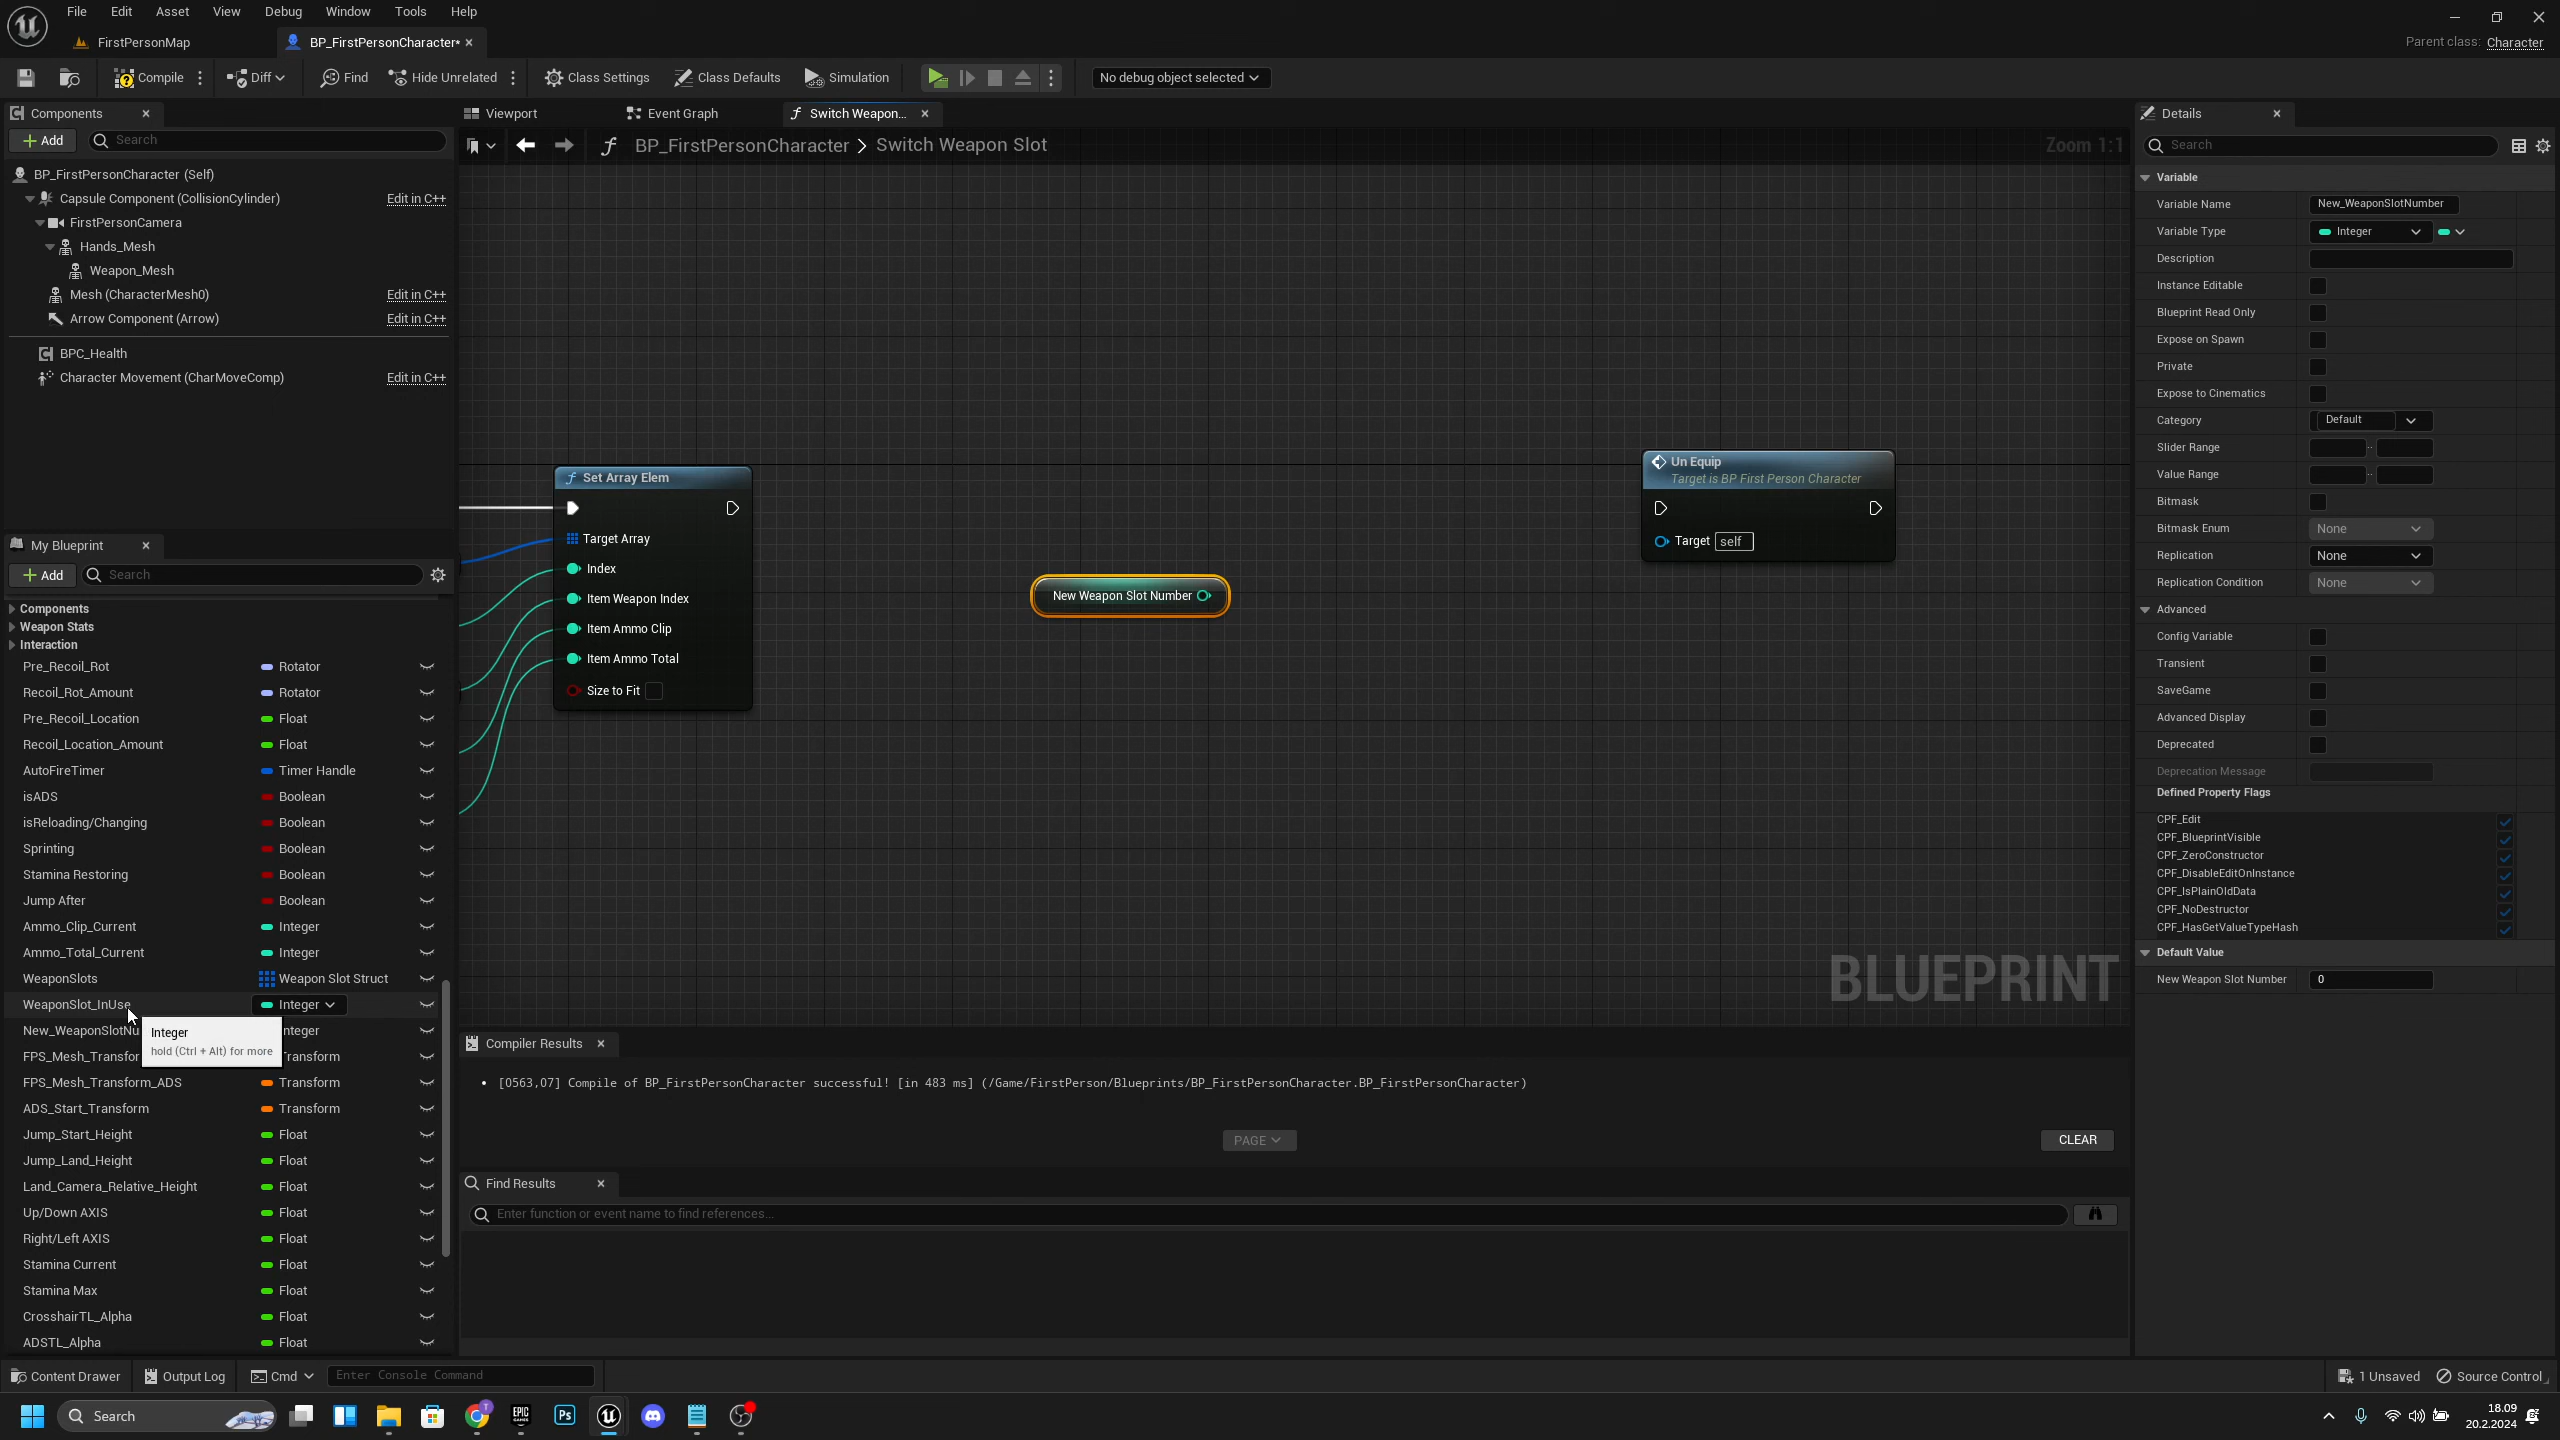 File Edit Asset View Debug Window Tools Help
FirstPersonMap
BP_FirstPersonCharacter*
Parent class: Character
Compile
Diff
Find
Hide Unrelated
Class Settings
Class Defaults
Simulation
No debug object selected
Components
Add
Search
BP_FirstPersonCharacter (Self)
Capsule Component (CollisionCylinder) Edit in C++
FirstPersonCamera
Hands_Mesh
Weapon_Mesh
Mesh (CharacterMesh0) Edit in C++
Arrow Component (Arrow) Edit in C++
BPC_Health
Character Movement (CharMoveComp) Edit in C++
My Blueprint
Add
Search
Components
Weapon Stats
Interaction
Pre_Recoil_Rot Rotator
Recoil_Rot_Amount Rotator
Pre_Recoil_Location Float
Recoil_Location_Amount Float
AutoFireTimer Timer Handle
isADS Boolean
isReloading/Changing Boolean
Sprinting Boolean
Stamina Restoring Boolean
Jump After Boolean
Ammo_Clip_Current Integer
Ammo_Total_Current Integer
WeaponSlots Weapon Slot Struct
WeaponSlot_InUse Integer
New_WeaponSlotNu nteger
Integer
hold (Ctrl + Alt) for more
FPS_Mesh_Transfor ransform
FPS_Mesh_Transform_ADS Transform
ADS_Start_Transform Transform
Jump_Start_Height Float
Jump_Land_Height Float
Land_Camera_Relative_Height Float
Up/Down AXIS Float
Right/Left AXIS Float
Stamina Current Float
Stamina Max Float
CrosshairTL_Alpha Float
ADSTL_Alpha Float
Viewport
Event Graph
Switch Weapon...
BP_FirstPersonCharacter > Switch Weapon Slot
Zoom 1:1
Set Array Elem
Target Array
Index
Item Weapon Index
Item Ammo Clip
Item Ammo Total
Size to Fit
New Weapon Slot Number
Un Equip
Target is BP First Person Character
Target self
BLUEPRINT
Compiler Results
[0563,07] Compile of BP_FirstPersonCharacter successful! [in 483 ms] (/Game/FirstPerson/Blueprints/BP_FirstPersonCharacter.BP_FirstPersonCharacter)
PAGE
CLEAR
Find Results
Enter function or event name to find references...
Details
Search
Variable
Variable Name New_WeaponSlotNumber
Variable Type Integer
Description
Instance Editable
Blueprint Read Only
Expose on Spawn
Private
Expose to Cinematics
Category Default
Slider Range
Value Range
Bitmask
Bitmask Enum None
Replication None
Replication Condition None
Advanced
Config Variable
Transient
SaveGame
Advanced Display
Deprecated
Deprecation Message
Defined Property Flags
CPF_Edit
CPF_BlueprintVisible
CPF_ZeroConstructor
CPF_DisableEditOnInstance
CPF_IsPlainOldData
CPF_NoDestructor
CPF_HasGetValueTypeHash
Default Value
New Weapon Slot Number 0
Content Drawer
Output Log
Cmd
Enter Console Command
1 Unsaved
Source Control
Search
EPIC GAMES
Ps
18.09
20.2.2024